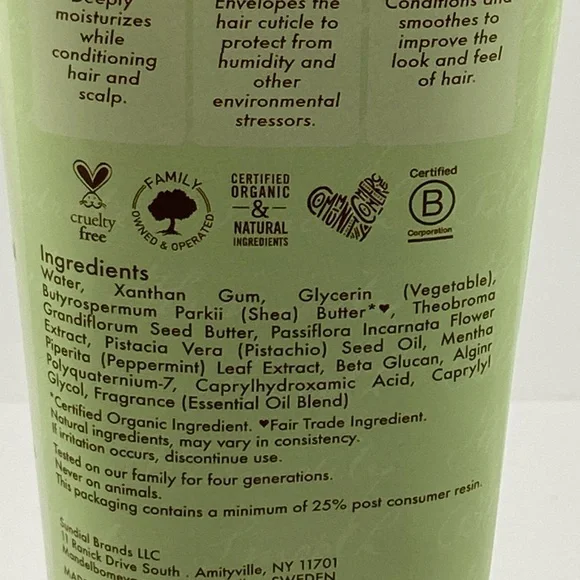 Deeply
moisturizes
while
conditioning
hair and
scalp.
Envelopes the
hair cuticle to
protect from
humidity and
other
environmental
stressors.
Conditions and
smoothes to
improve the
look and feel
of hair.
cruelty
free
FAMILY
OWNED & OPERATED
CERTIFIED
ORGANIC
&
NATURAL
INGREDIENTS
COMMUNITY
COMMERCE
Certified
B
Corporation
Ingredients
Water, Xanthan Gum, Glycerin (Vegetable),
Butyrospermum Parkii (Shea) Butter*♥, Theobroma
Grandiflorum Seed Butter, Passiflora Incarnata Flower
Extract, Pistacia Vera (Pistachio) Seed Oil, Mentha
Piperita (Peppermint) Leaf Extract, Beta Glucan, Alginr
Polyquaternium-7, Caprylhydroxamic Acid, Caprylyl
Glycol, Fragrance (Essential Oil Blend)
*Certified Organic Ingredient. ♥Fair Trade Ingredient.
Natural ingredients, may vary in consistency.
If irritation occurs, discontinue use.
Tested on our family for four generations.
Never on animals.
This packaging contains a minimum of 25% post consumer resin.
Sundial Brands LLC
11 Ranick Drive South . Amityville, NY 11701
SWEDEN